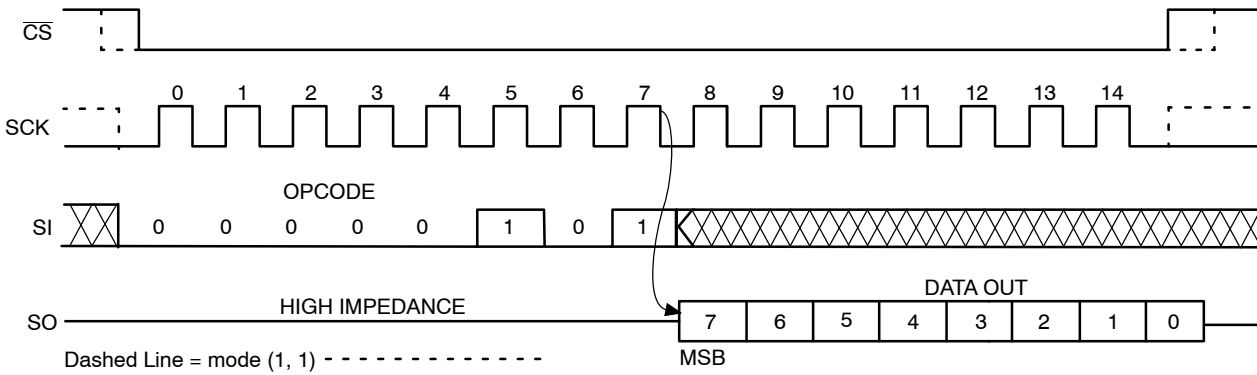 CS
0 1 2 3 4 5 6 7 8 9 10 11 12 13 14
SCK
OPCODE
SI 0 0 0 0 0 1 0 1
DATA OUT
HIGH IMPEDANCE
SO 7 6 5 4 3 2 1 0
Dashed Line = mode (1, 1) MSB